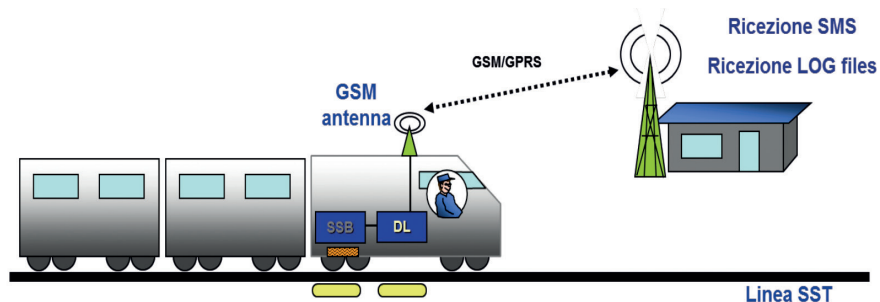 Ricezione SMS
GSM/GPRS
Ricezione LOG files
GSM
antenna
SSB
DL
Linea SST